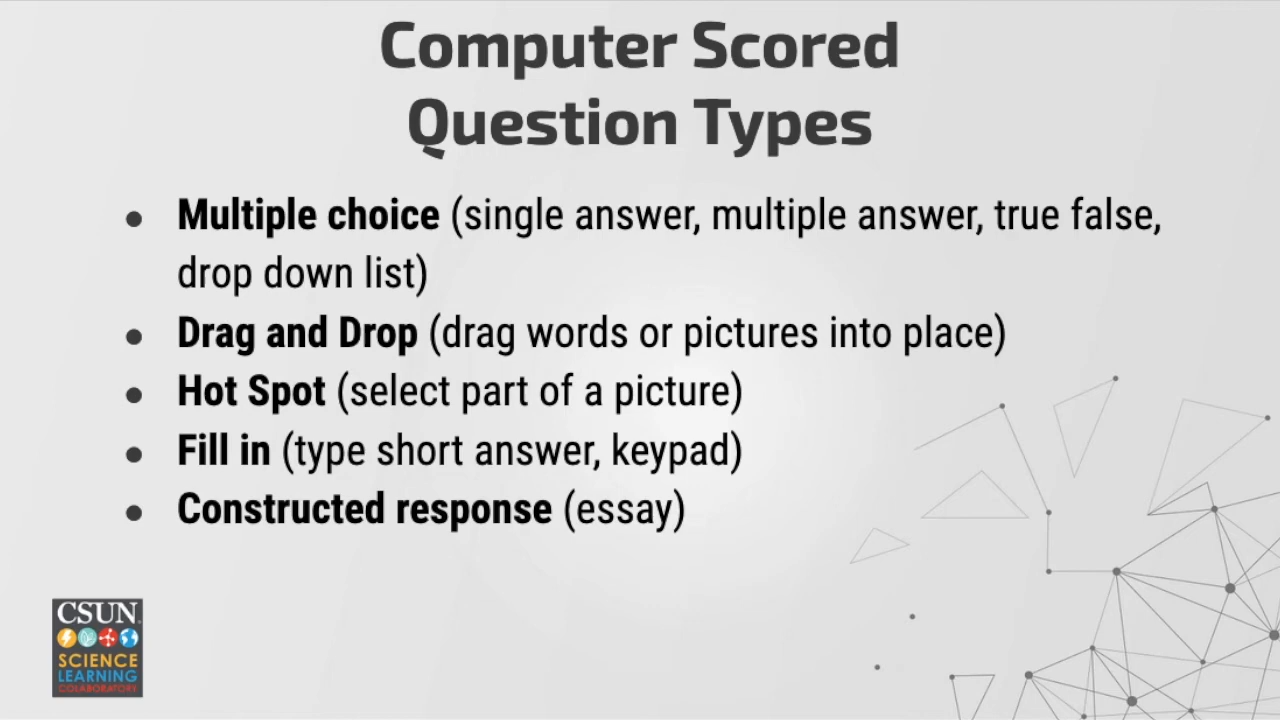 Computer Scored
Question Types
● Multiple choice (single answer, multiple answer, true false,
drop down list)
● Drag and Drop (drag words or pictures into place)
● Hot Spot (select part of a picture)
● Fill in (type short answer, keypad)
● Constructed response (essay)
CSUN.
SCIENCE
LEARNING
COLABORATORY